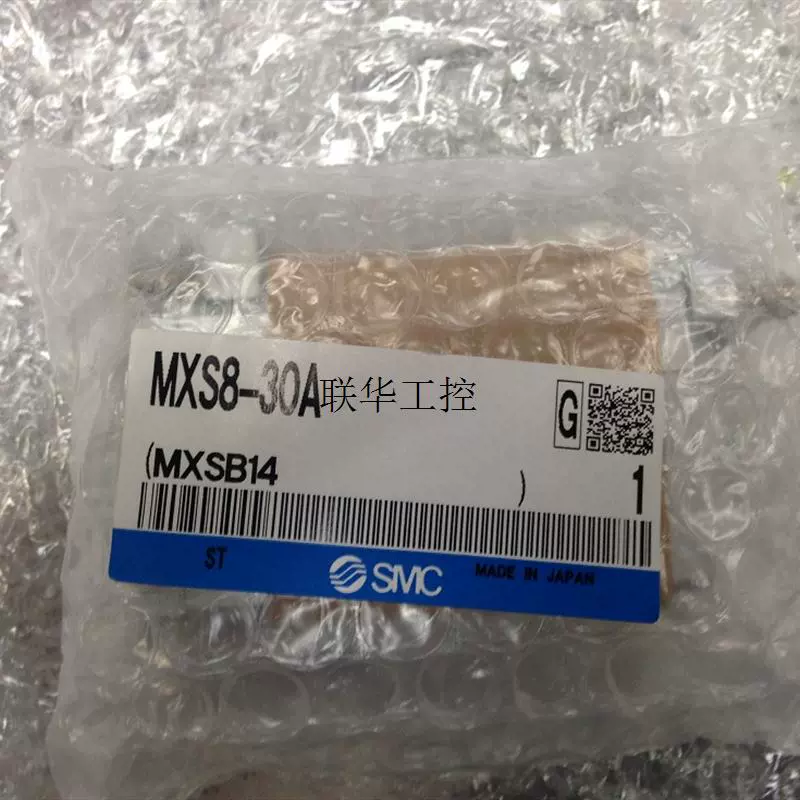 MXS8-30A联华工控
G
(MXSB14 )
1
ST
SMC
MADE IN JAPAN